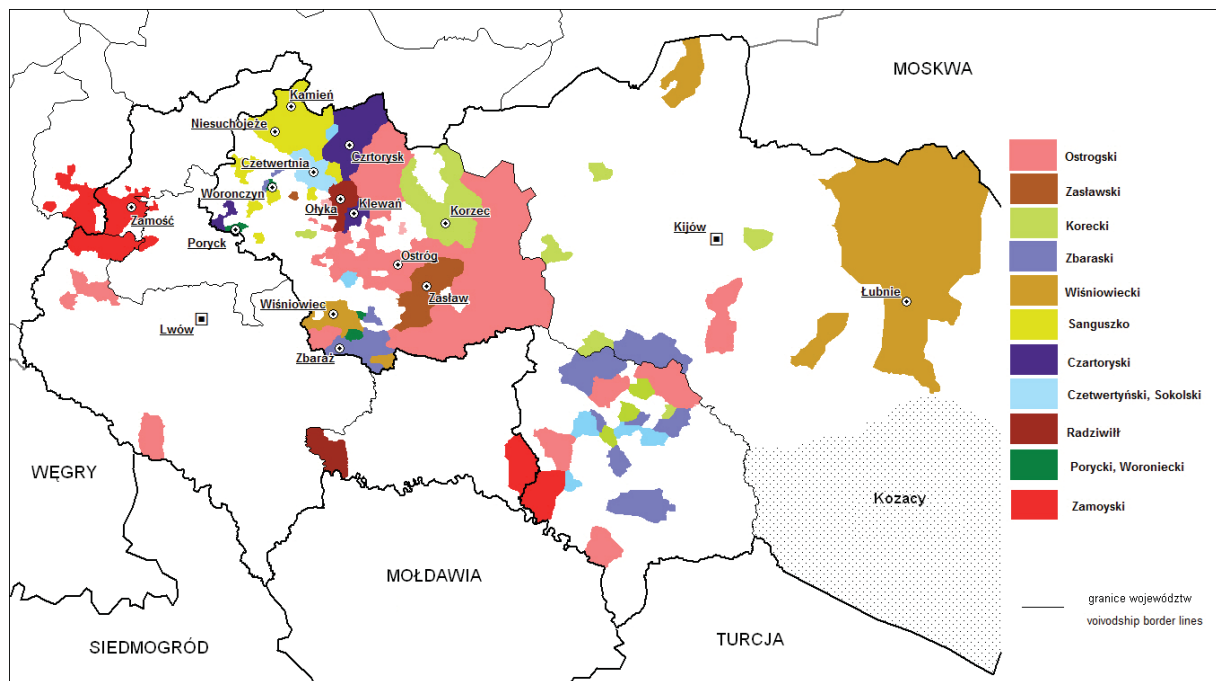 MOSKWA
Kamień
Niesuchojeże
Czrtorysk
Czetwertnia
Woronczyn
Ołyka
Klewań
Korzec
Zamość
Poryck
Kijów
Ostróg
Zasław
Łubnie
Wiśniowiec
Lwów
Zbaraż
WĘGRY
Kozacy
MOŁDAWIA
SIEDMOGRÓD
TURCJA
Ostrogski
Zasławski
Korecki
Zbaraski
Wiśniowiecki
Sanguszko
Czartoryski
Czetwertyński, Sokolski
Radziwiłł
Porycki, Woroniecki
Zamoyski
granice województw
voivodship border lines